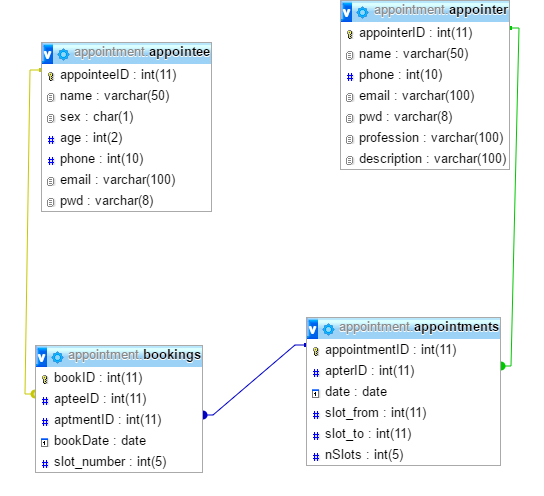 appointment.appointee
appointeeID : int(11)
name : varchar(50)
sex : char(1)
age : int(2)
phone : int(10)
email : varchar(100)
pwd : varchar(8)
appointment.appointer
appointerID : int(11)
name : varchar(50)
phone : int(10)
email : varchar(100)
pwd : varchar(8)
profession : varchar(100)
description : varchar(100)
appointment.bookings
bookID : int(11)
apteeID : int(11)
aptmentID : int(11)
bookDate : date
slot_number : int(5)
appointment.appointments
appointmentID : int(11)
apterID : int(11)
date : date
slot_from : int(11)
slot_to : int(11)
nSlots : int(5)